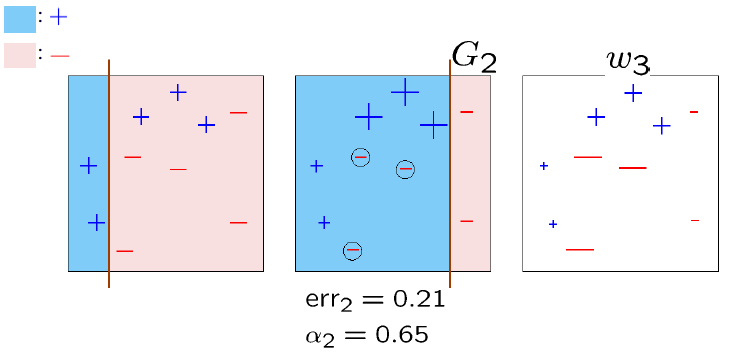 : +
: −
G₂
w₃
err₂ = 0.21
α₂ = 0.65